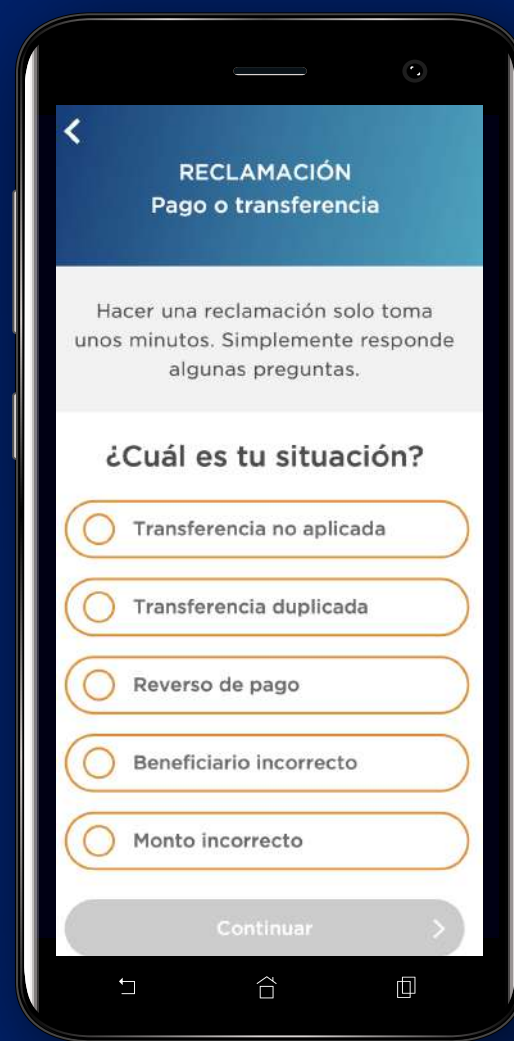 RECLAMACIÓN
Pago o transferencia
Hacer una reclamación solo toma
unos minutos. Simplemente responde
algunas preguntas.
¿Cuál es tu situación?
Transferencia no aplicada
Transferencia duplicada
Reverso de pago
Beneficiario incorrecto
Monto incorrecto
Continuar